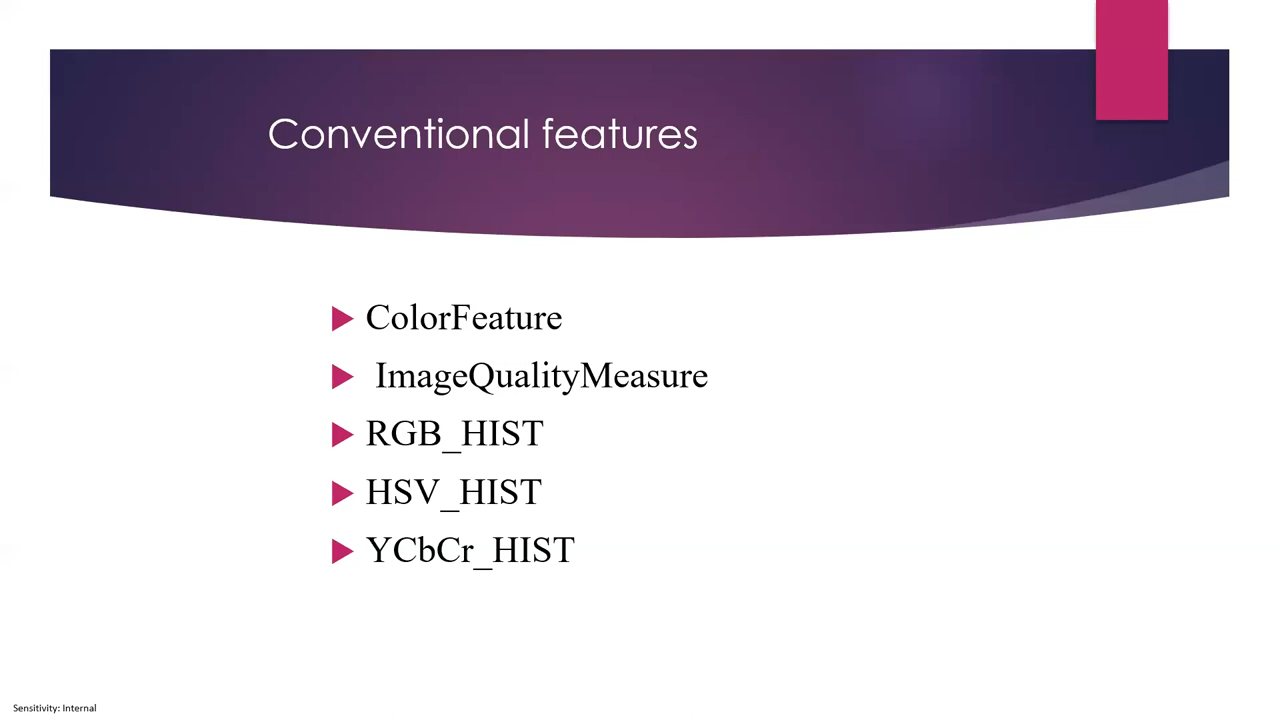 Conventional features
ColorFeature
ImageQualityMeasure
RGB_HIST
HSV_HIST
YCbCr_HIST
Sensitivity: Internal